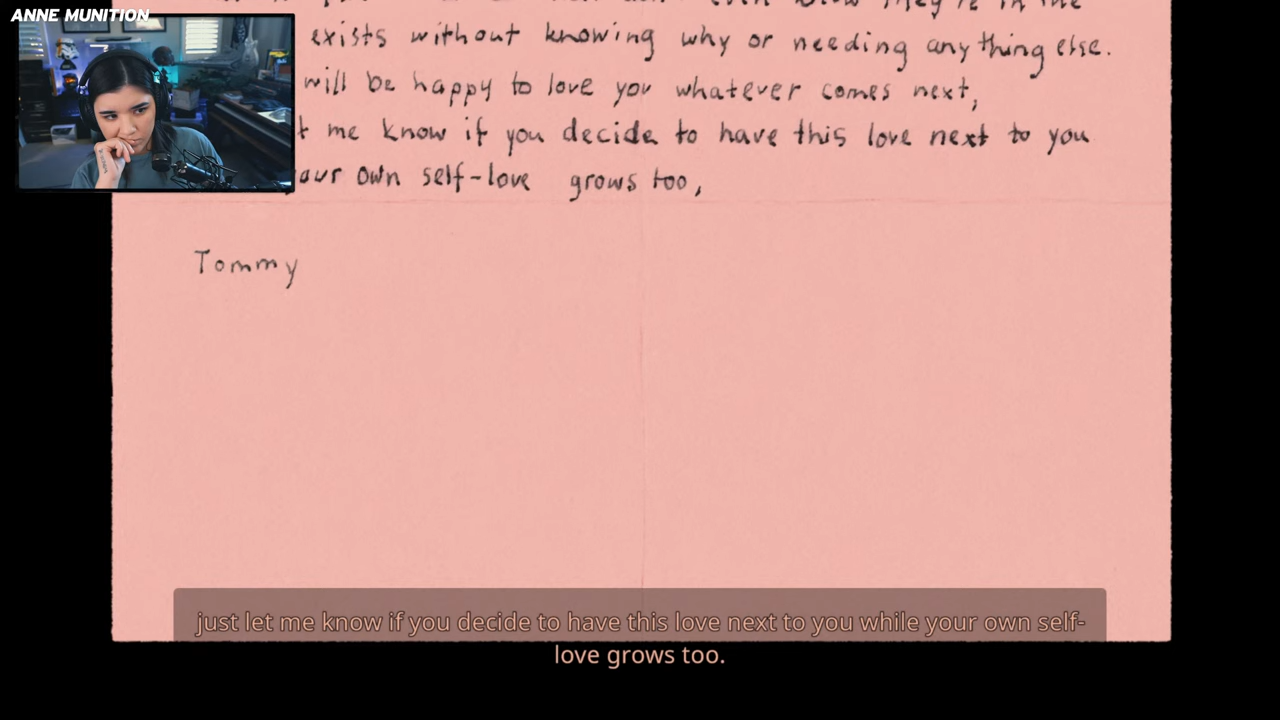 ANNE MUNITION
exists without knowing why or needing anything else.
will be happy to love you whatever comes next,
t me know if you decide to have this love next to you
our own self-love grows too,
Tommy
just let me know if you decide to have this love next to you while your own self-
love grows too.